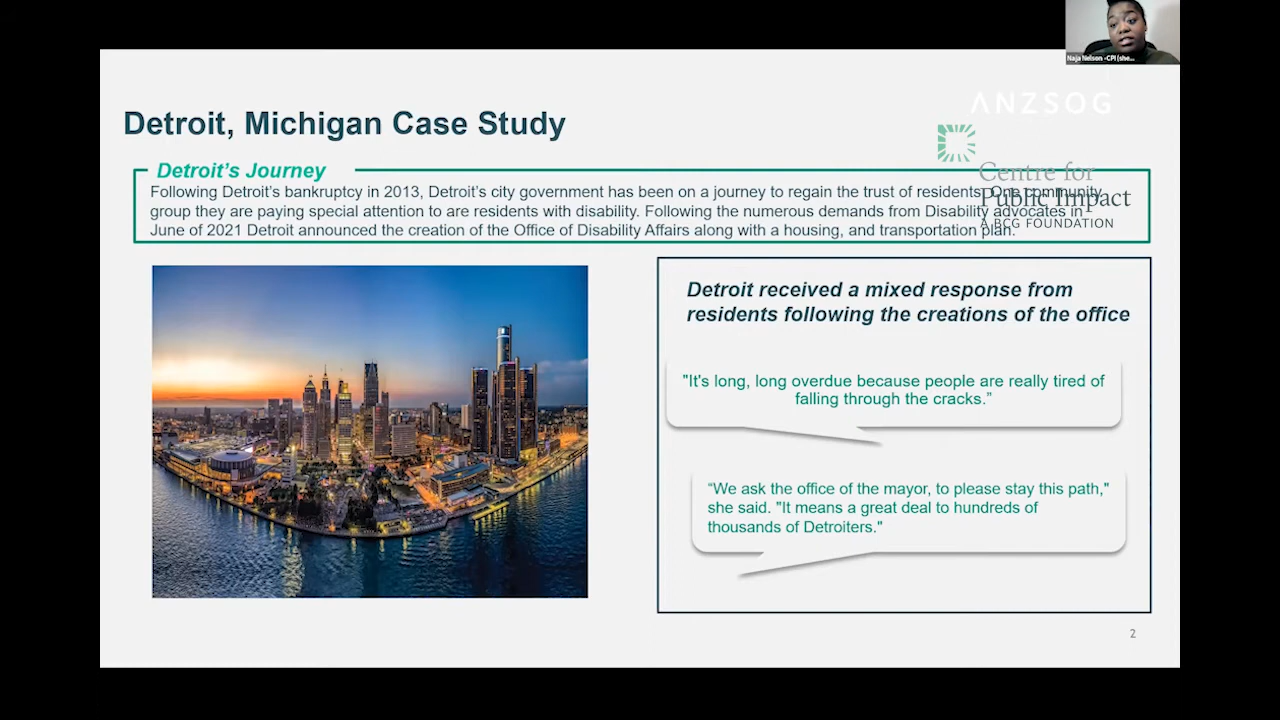 Naja Nelson -CPI (she...
ANZSOG
Detroit, Michigan Case Study
Centre for
Public Impact
A BCG FOUNDATION
Detroit's Journey
Following Detroit's bankruptcy in 2013, Detroit's city government has been on a journey to regain the trust of residents. One community
group they are paying special attention to are residents with disability. Following the numerous demands from Disability advocates in
June of 2021 Detroit announced the creation of the Office of Disability Affairs along with a housing, and transportation plan.
Detroit received a mixed response from
residents following the creations of the office
"It's long, long overdue because people are really tired of
falling through the cracks.”
“We ask the office of the mayor, to please stay this path,"
she said. "It means a great deal to hundreds of
thousands of Detroiters."
2